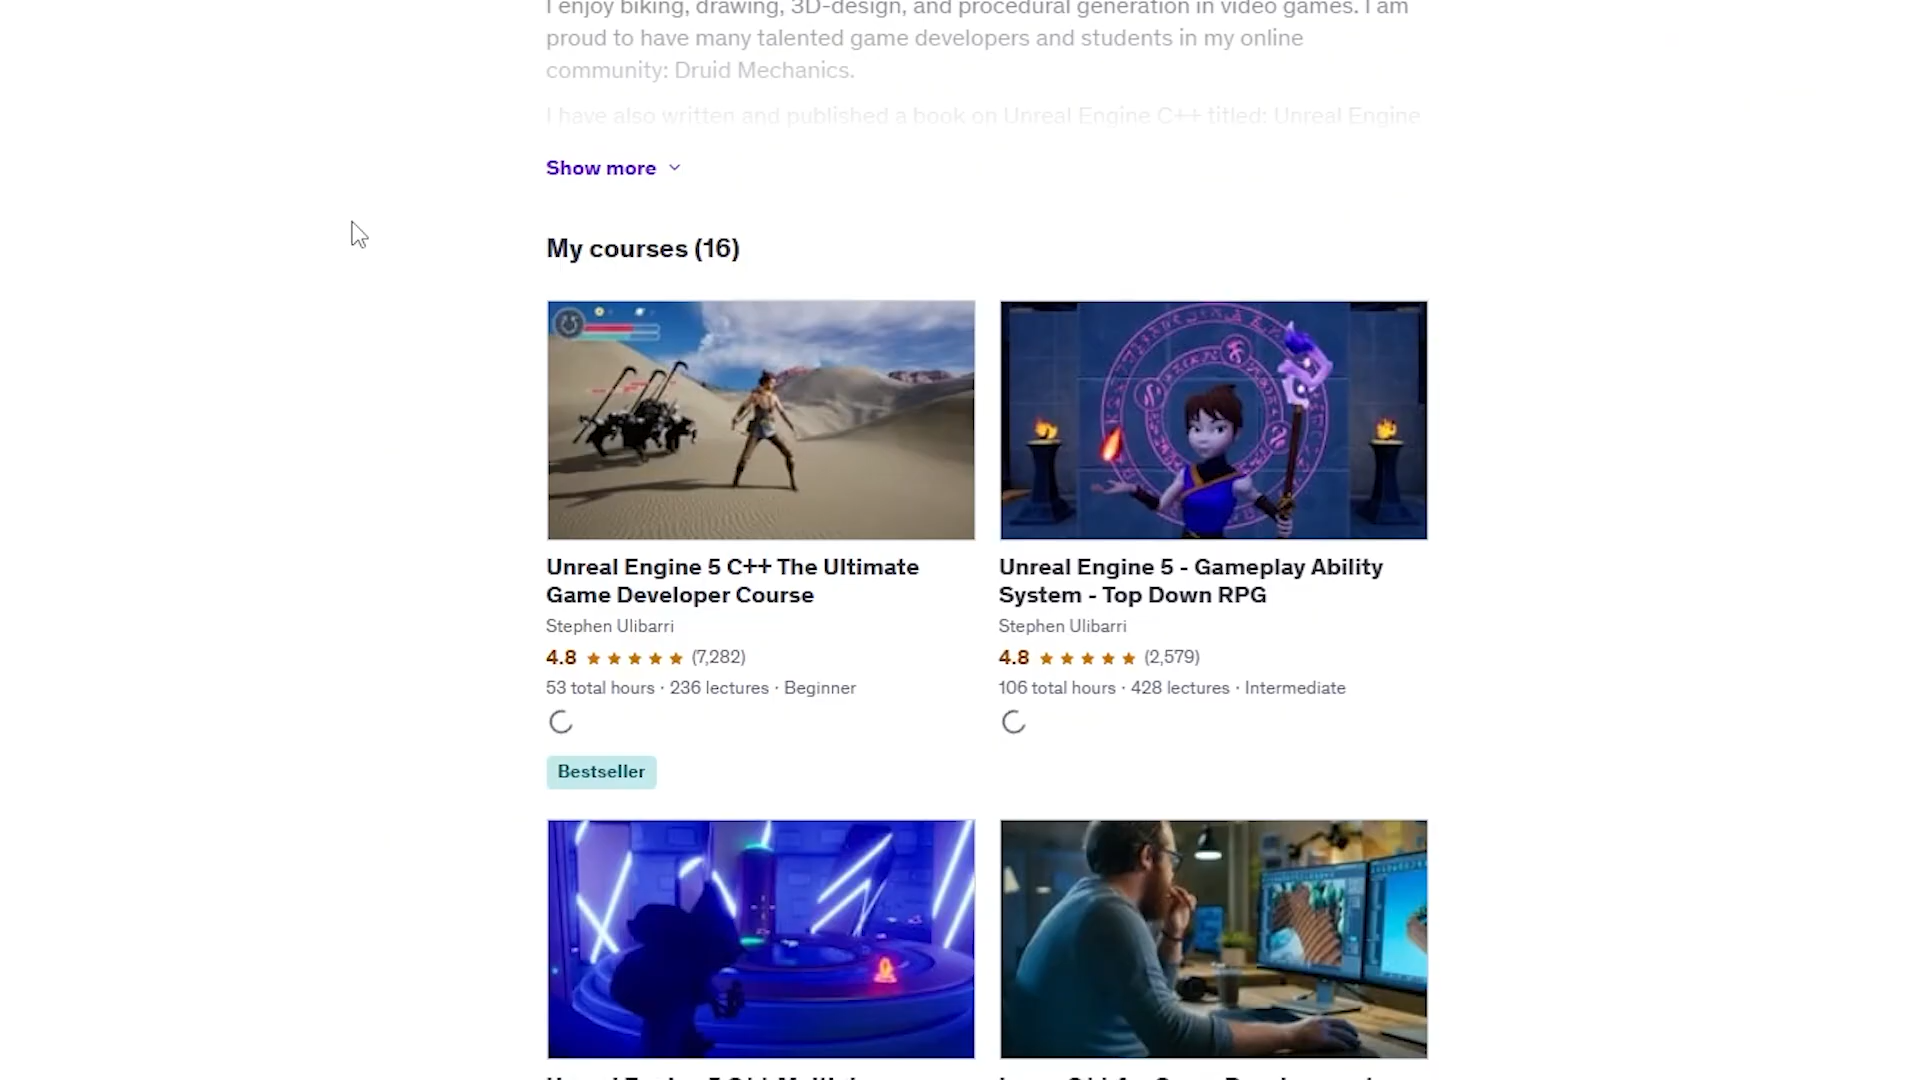 I enjoy biking, drawing, 3D-design, and procedural generation in video games. I am
proud to have many talented game developers and students in my online
community: Druid Mechanics.
I have also written and published a book on Unreal Engine C++ titled: Unreal Engine
Show more
My courses (16)
Unreal Engine 5 C++ The Ultimate
Game Developer Course
Stephen Ulibarri
4.8 (7,282)
53 total hours · 236 lectures · Beginner
Bestseller
Unreal Engine 5 - Gameplay Ability
System - Top Down RPG
Stephen Ulibarri
4.8 (2,579)
106 total hours · 428 lectures · Intermediate